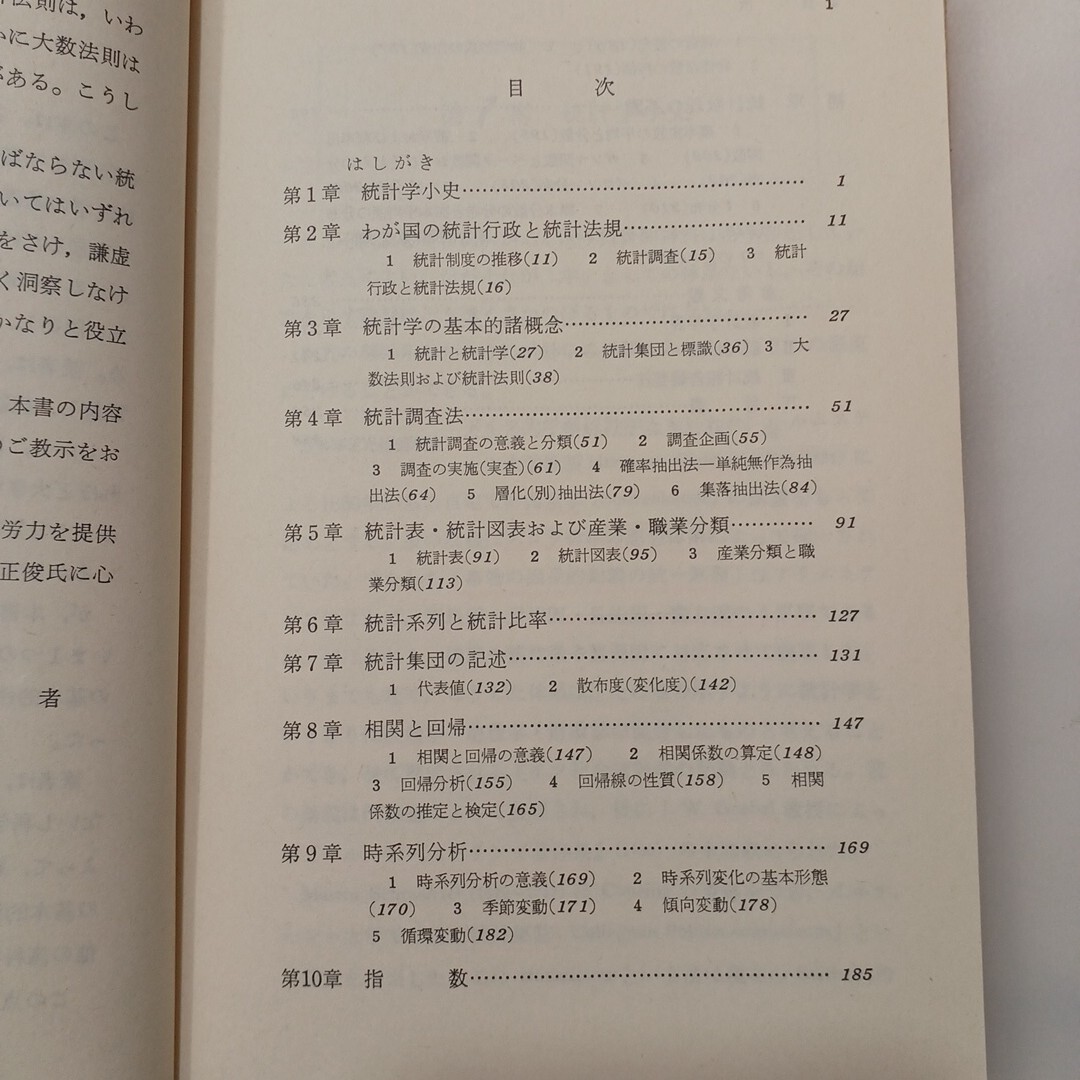 法則は，いわ
に大数法則は
がある。こうし
ばならない統
いてはいずれ
をさけ，謙虚
く洞察しなけ
かなりと役立
本書の内容
のご教示をお
労力を提供
正俊氏に心
者
1
目　次
はしがき
第1章　統計学小史…………………………………………… 1
第2章　わが国の統計行政と統計法規……………………… 11
1　統計制度の推移(11)　2　統計調査(15)　3　統計
行政と統計法規(16)
第3章　統計学の基本的諸概念……………………………… 27
1　統計と統計学(27)　2　統計集団と標識(36)　3　大
数法則および統計法則(38)
第4章　統計調査法…………………………………………… 51
1　統計調査の意義と分類(51)　2　調査企画(55)
3　調査の実施(実査)(61)　4　確率抽出法―単純無作為抽
出法(64)　5　層化(別)抽出法(79)　6　集落抽出法(84)
第5章　統計表・統計図表および産業・職業分類………… 91
1　統計表(91)　2　統計図表(95)　3　産業分類と職
業分類(113)
第6章　統計系列と統計比率………………………………… 127
第7章　統計集団の記述……………………………………… 131
1　代表値(132)　2　散布度(変化度)(142)
第8章　相関と回帰…………………………………………… 147
1　相関と回帰の意義(147)　2　相関係数の算定(148)
3　回帰分析(155)　4　回帰線の性質(158)　5　相関
係数の推定と検定(165)
第9章　時系列分析…………………………………………… 169
1　時系列分析の意義(169)　2　時系列変化の基本形態
(170)　3　季節変動(171)　4　傾向変動(178)
5　循環変動(182)
第10章　指　　数……………………………………………… 185